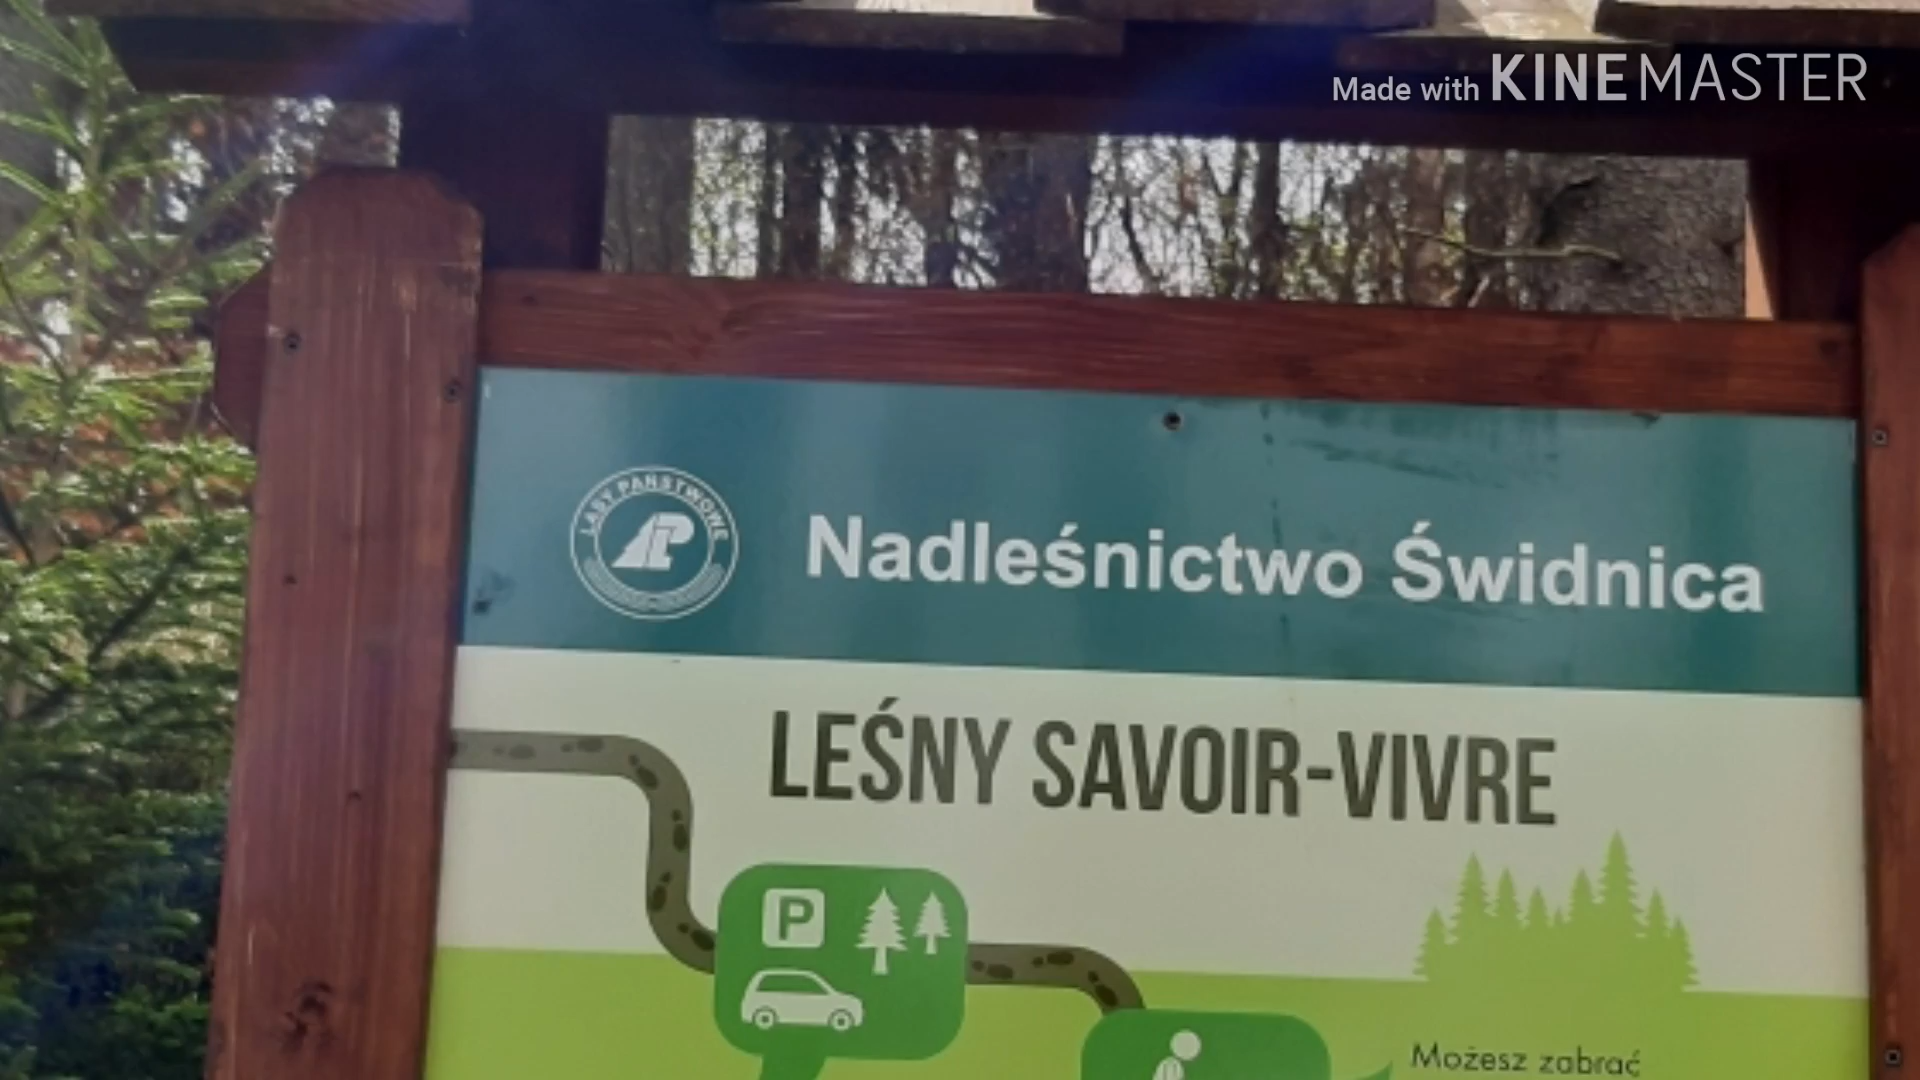 Made with KINEMASTER
LASY PAŃSTWOWE
Nadleśnictwo Świdnica
LEŚNY SAVOIR-VIVRE
P
Możesz zabrać